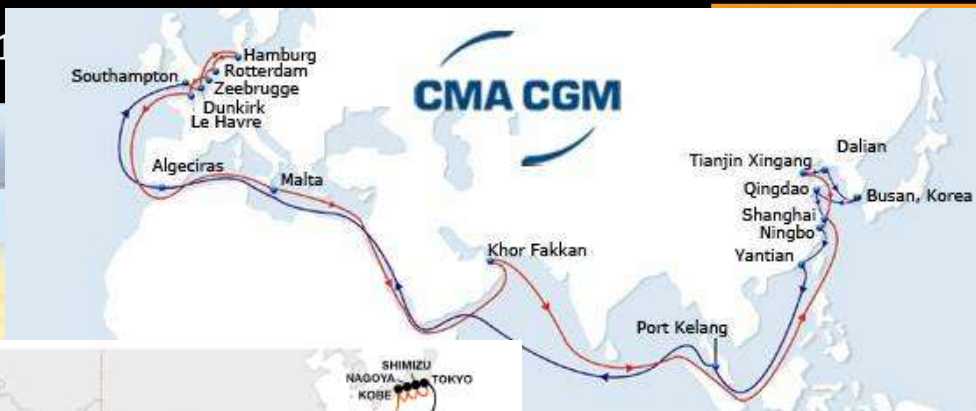 Hamburg
Rotterdam
Southampton
Zeebrugge
Dunkirk
Le Havre
CMA CGM
Algeciras
Malta
Dalian
Tianjin Xingang
Qingdao
Busan, Korea
Shanghai
Ningbo
Yantian
Khor Fakkan
Port Kelang
SHIMIZU
NAGOYA
TOKYO
KOBE